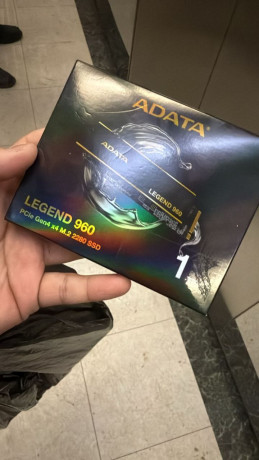 ADATA
ADATA
LEGEND 960
LEGEND 960
PCIe Gen4 x4 M.2 2280 SSD
1